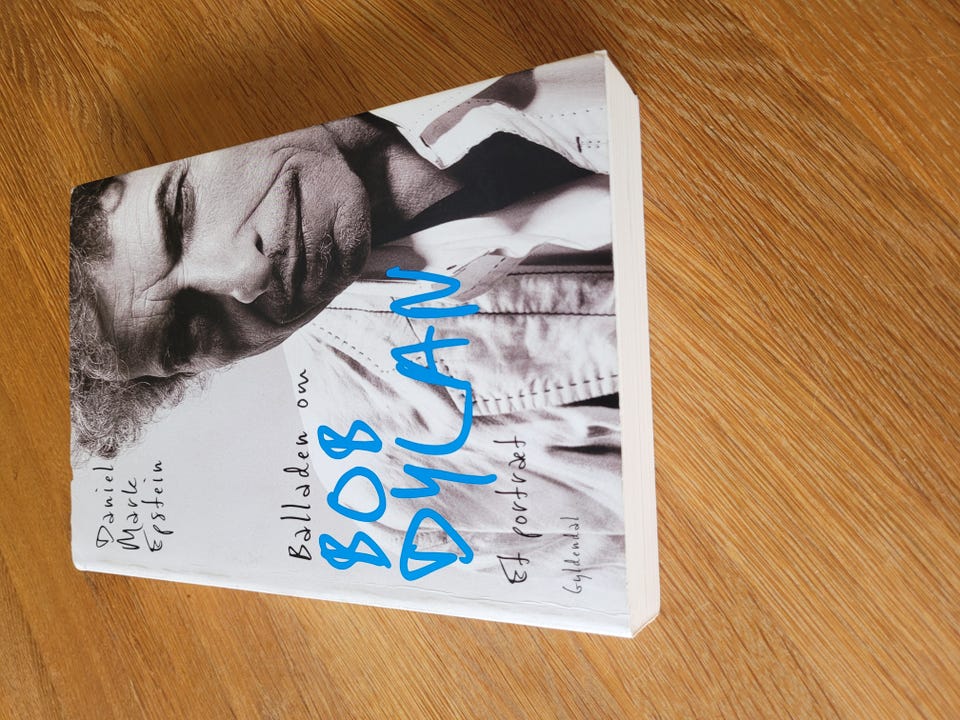 Daniel
Mark
Epstein
Balladen om
BOB
DYLAN
Et portræt
Gyldendal